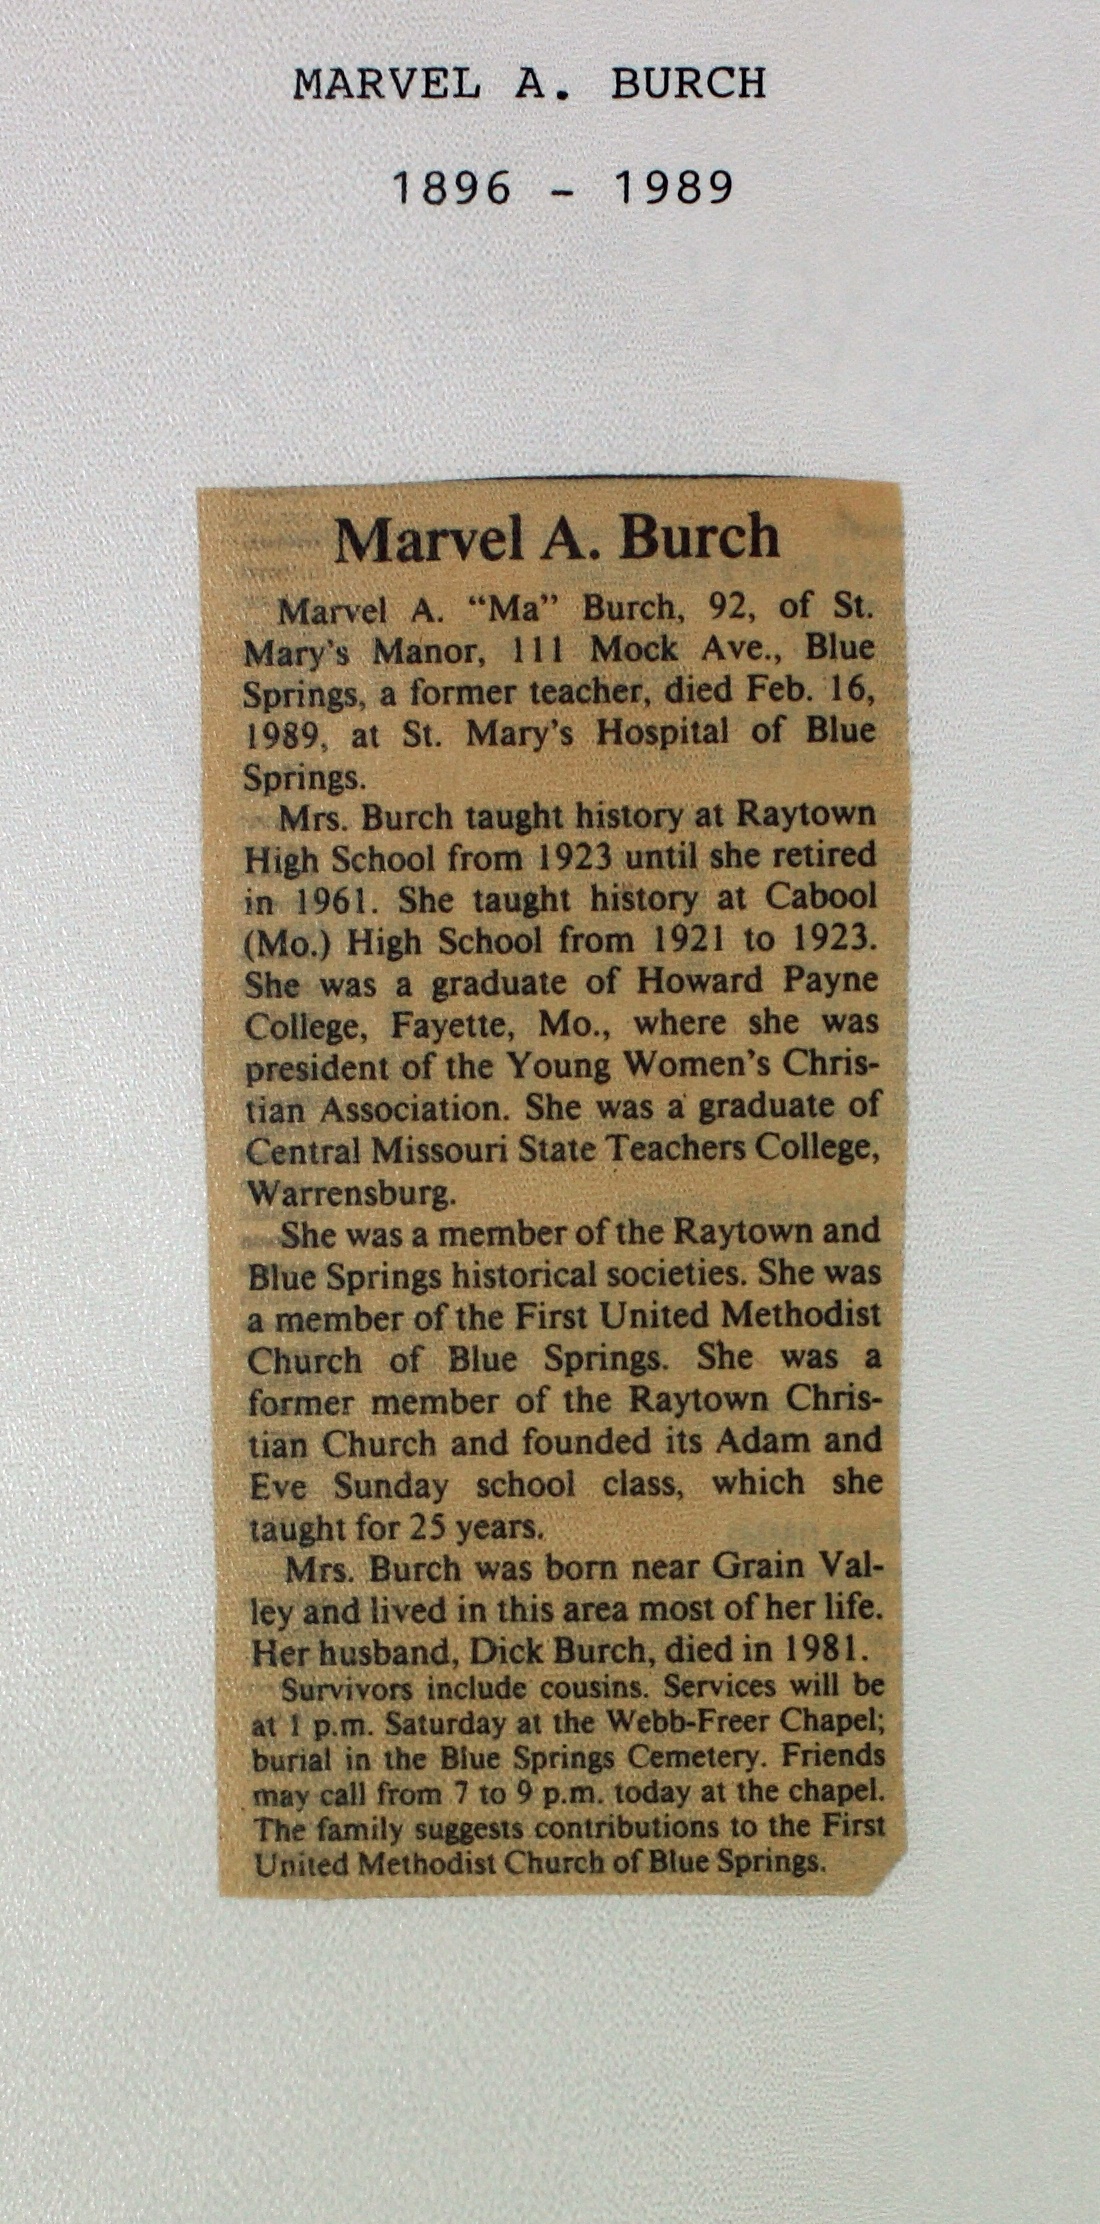 MARVEL A. BURCH
1896 – 1989
Marvel A. Burch
Marvel A. “Ma” Burch, 92, of St.
Mary’s Manor, 111 Mock Ave., Blue
Springs, a former teacher, died Feb. 16,
1989, at St. Mary’s Hospital of Blue
Springs.
Mrs. Burch taught history at Raytown
High School from 1923 until she retired
in 1961. She taught history at Cabool
(Mo.) High School from 1921 to 1923.
She was a graduate of Howard Payne
College, Fayette, Mo., where she was
president of the Young Women’s Chris-
tian Association. She was a graduate of
Central Missouri State Teachers College,
Warrensburg.
She was a member of the Raytown and
Blue Springs historical societies. She was
a member of the First United Methodist
Church of Blue Springs. She was a
former member of the Raytown Chris-
tian Church and founded its Adam and
Eve Sunday school class, which she
taught for 25 years.
Mrs. Burch was born near Grain Val-
ley and lived in this area most of her life.
Her husband, Dick Burch, died in 1981.
Survivors include cousins. Services will be
at 1 p.m. Saturday at the Webb-Freer Chapel;
burial in the Blue Springs Cemetery. Friends
may call from 7 to 9 p.m. today at the chapel.
The family suggests contributions to the First
United Methodist Church of Blue Springs.